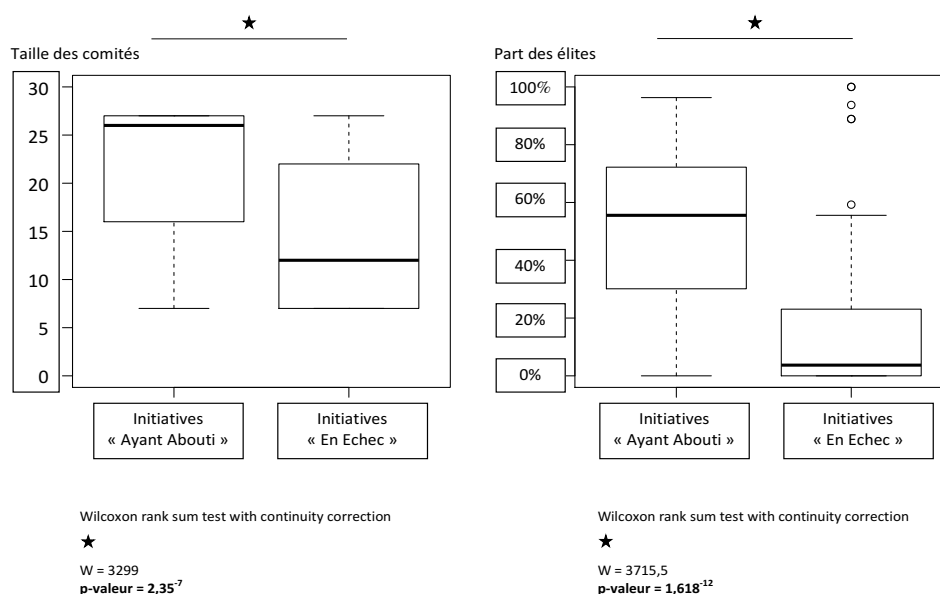 ★
Taille des comités
30
25
20
15
10
5
0
Initiatives
« Ayant Abouti »
Initiatives
« En Echec »
Wilcoxon rank sum test with continuity correction
★
W = 3299
p-valeur = 2,35⁻⁷
★
Part des élites
100%
80%
60%
40%
20%
0%
Initiatives
« Ayant Abouti »
Initiatives
« En Echec »
Wilcoxon rank sum test with continuity correction
★
W = 3715,5
p-valeur = 1,618⁻¹²